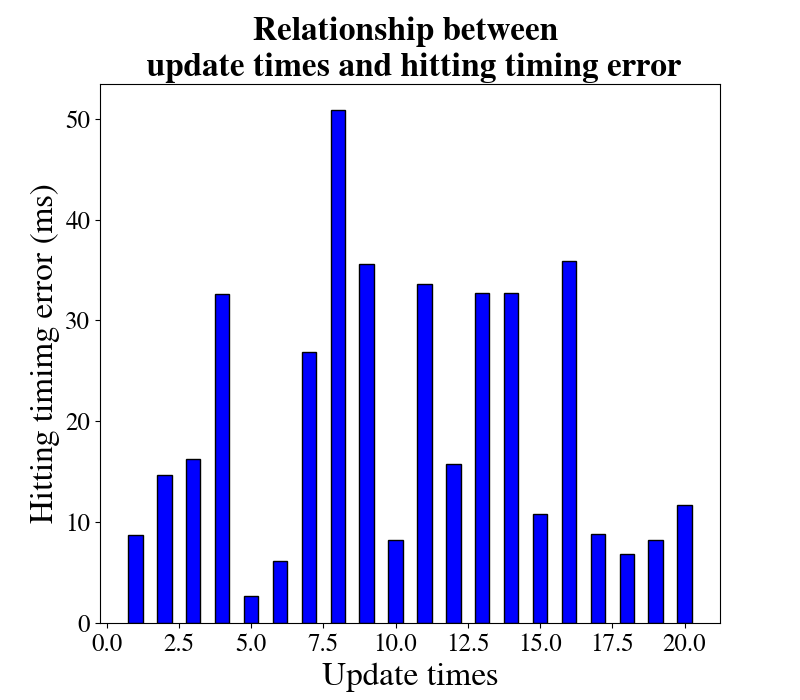 Relationship between
update times and hitting timing error
Hitting timimg error (ms)
50
40
30
20
10
0
0.0 2.5 5.0 7.5 10.0 12.5 15.0 17.5 20.0
Update times